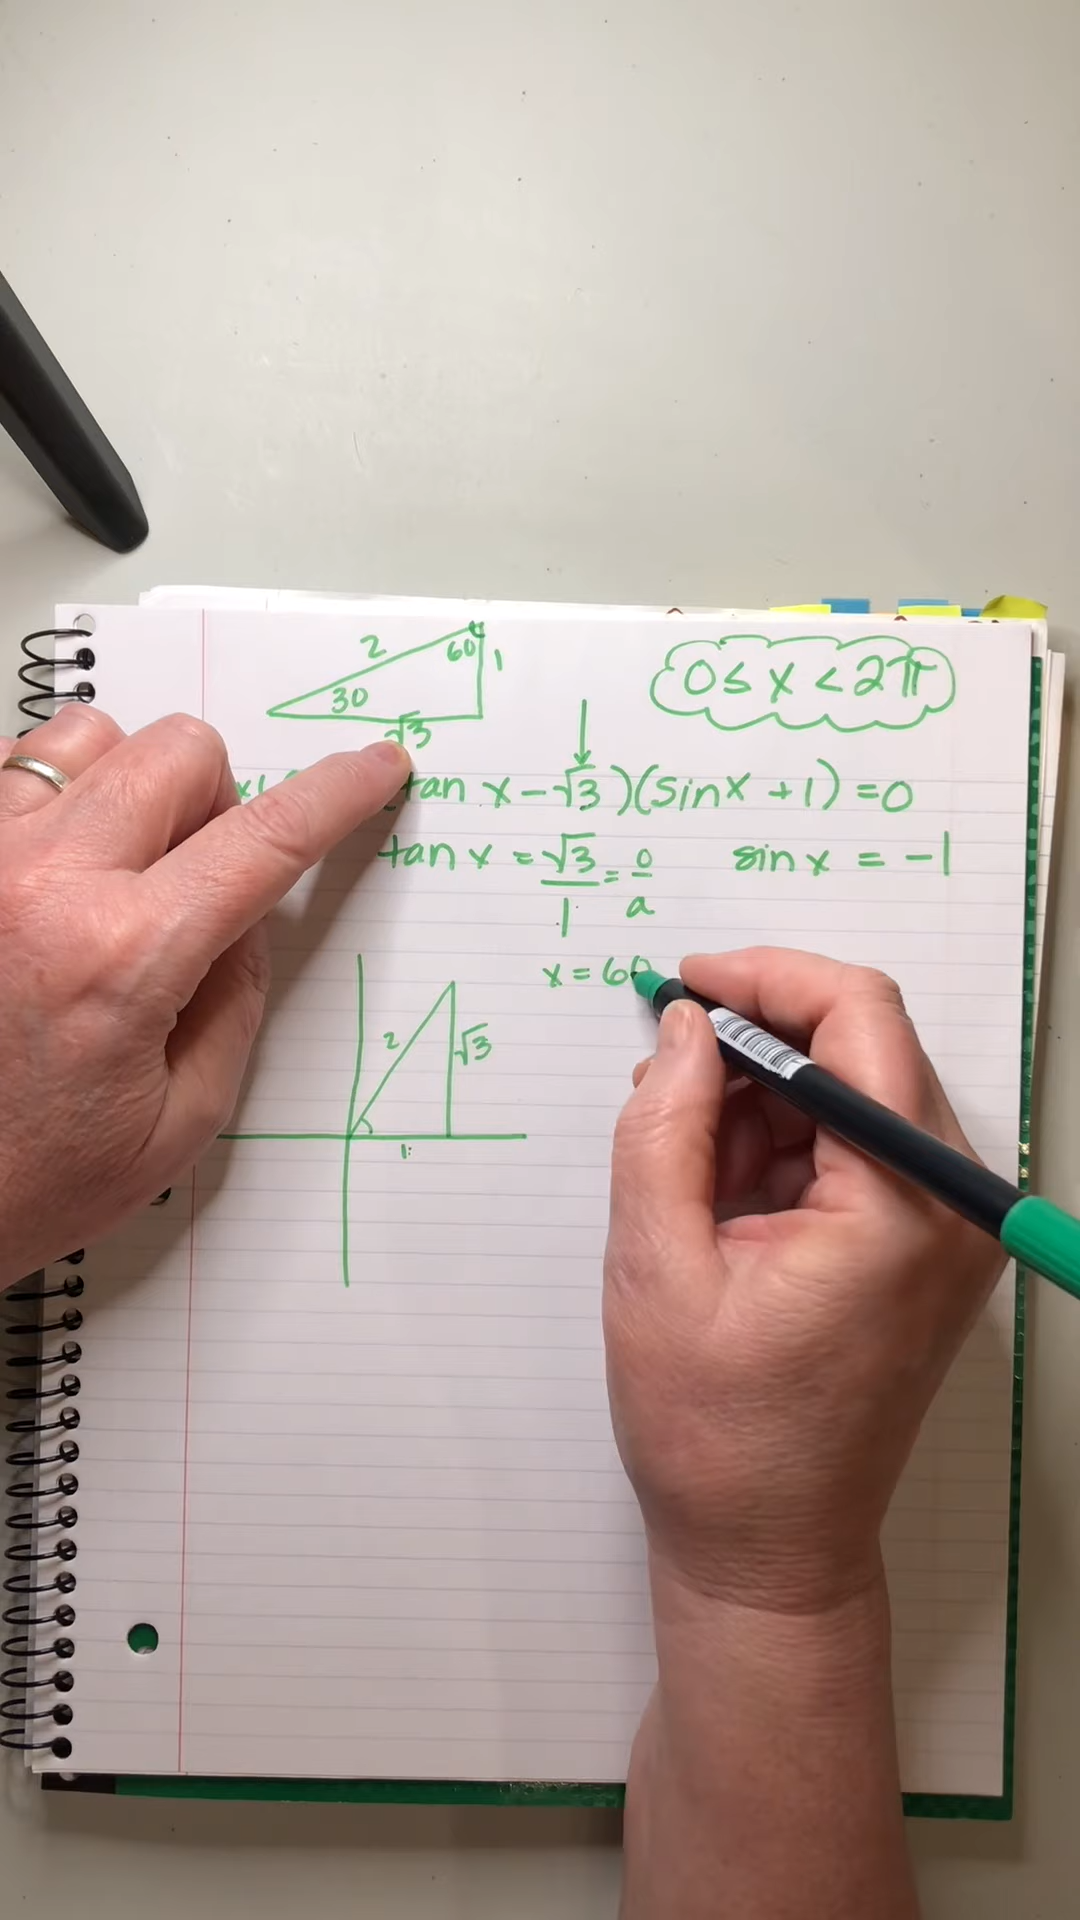 2
60
1
30
√3
0 ≤ x < 2π
tan x - √3)(sin x + 1) = 0
tan x = √3/1 = o/a
sin x = -1
x = 60
2
√3
1